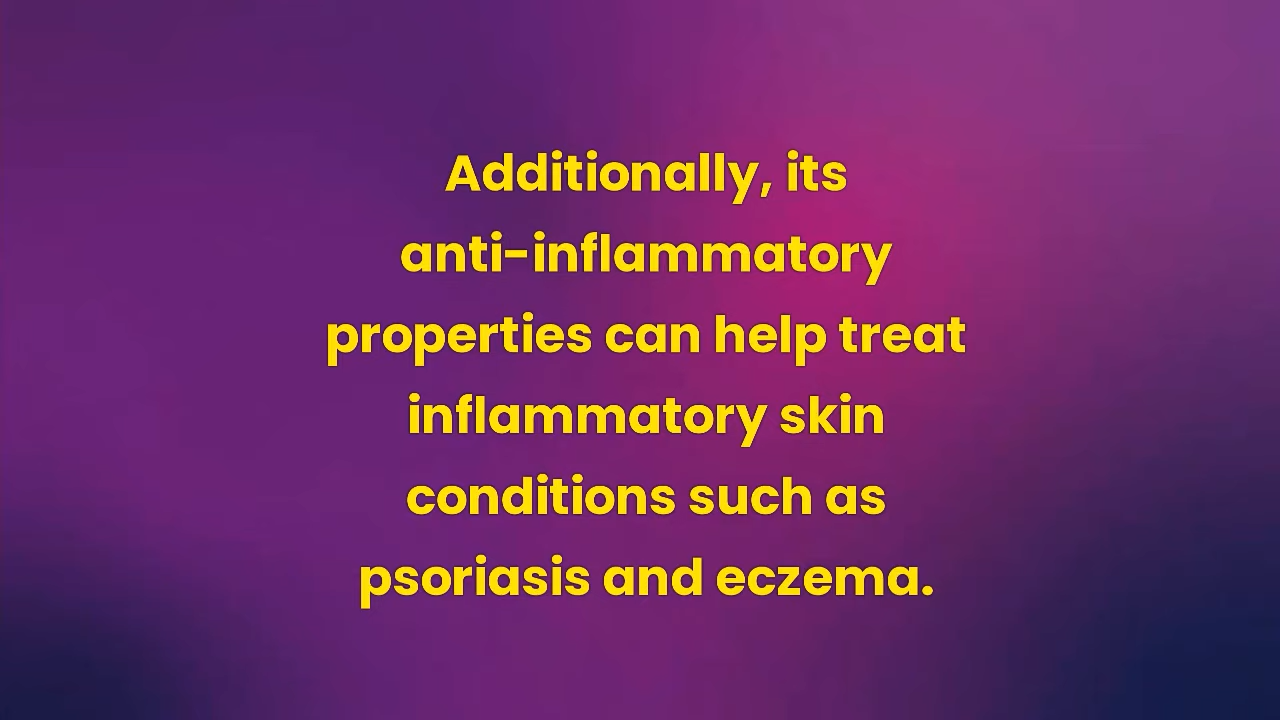 Additionally, its
anti-inflammatory
properties can help treat
inflammatory skin
conditions such as
psoriasis and eczema.